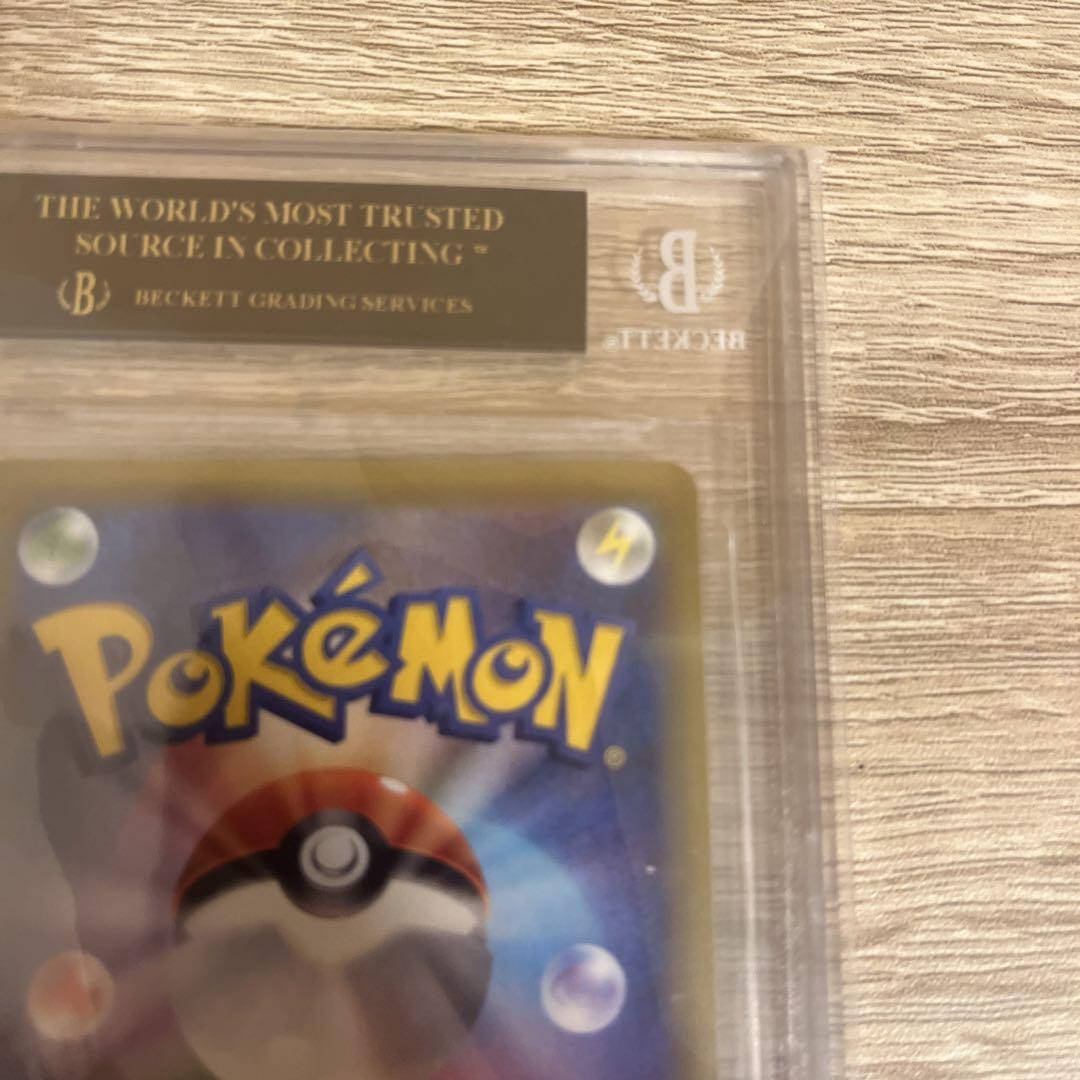 THE WORLD'S MOST TRUSTED
SOURCE IN COLLECTING ™
B BECKETT GRADING SERVICES
B
BECKETT®
POKéMON®